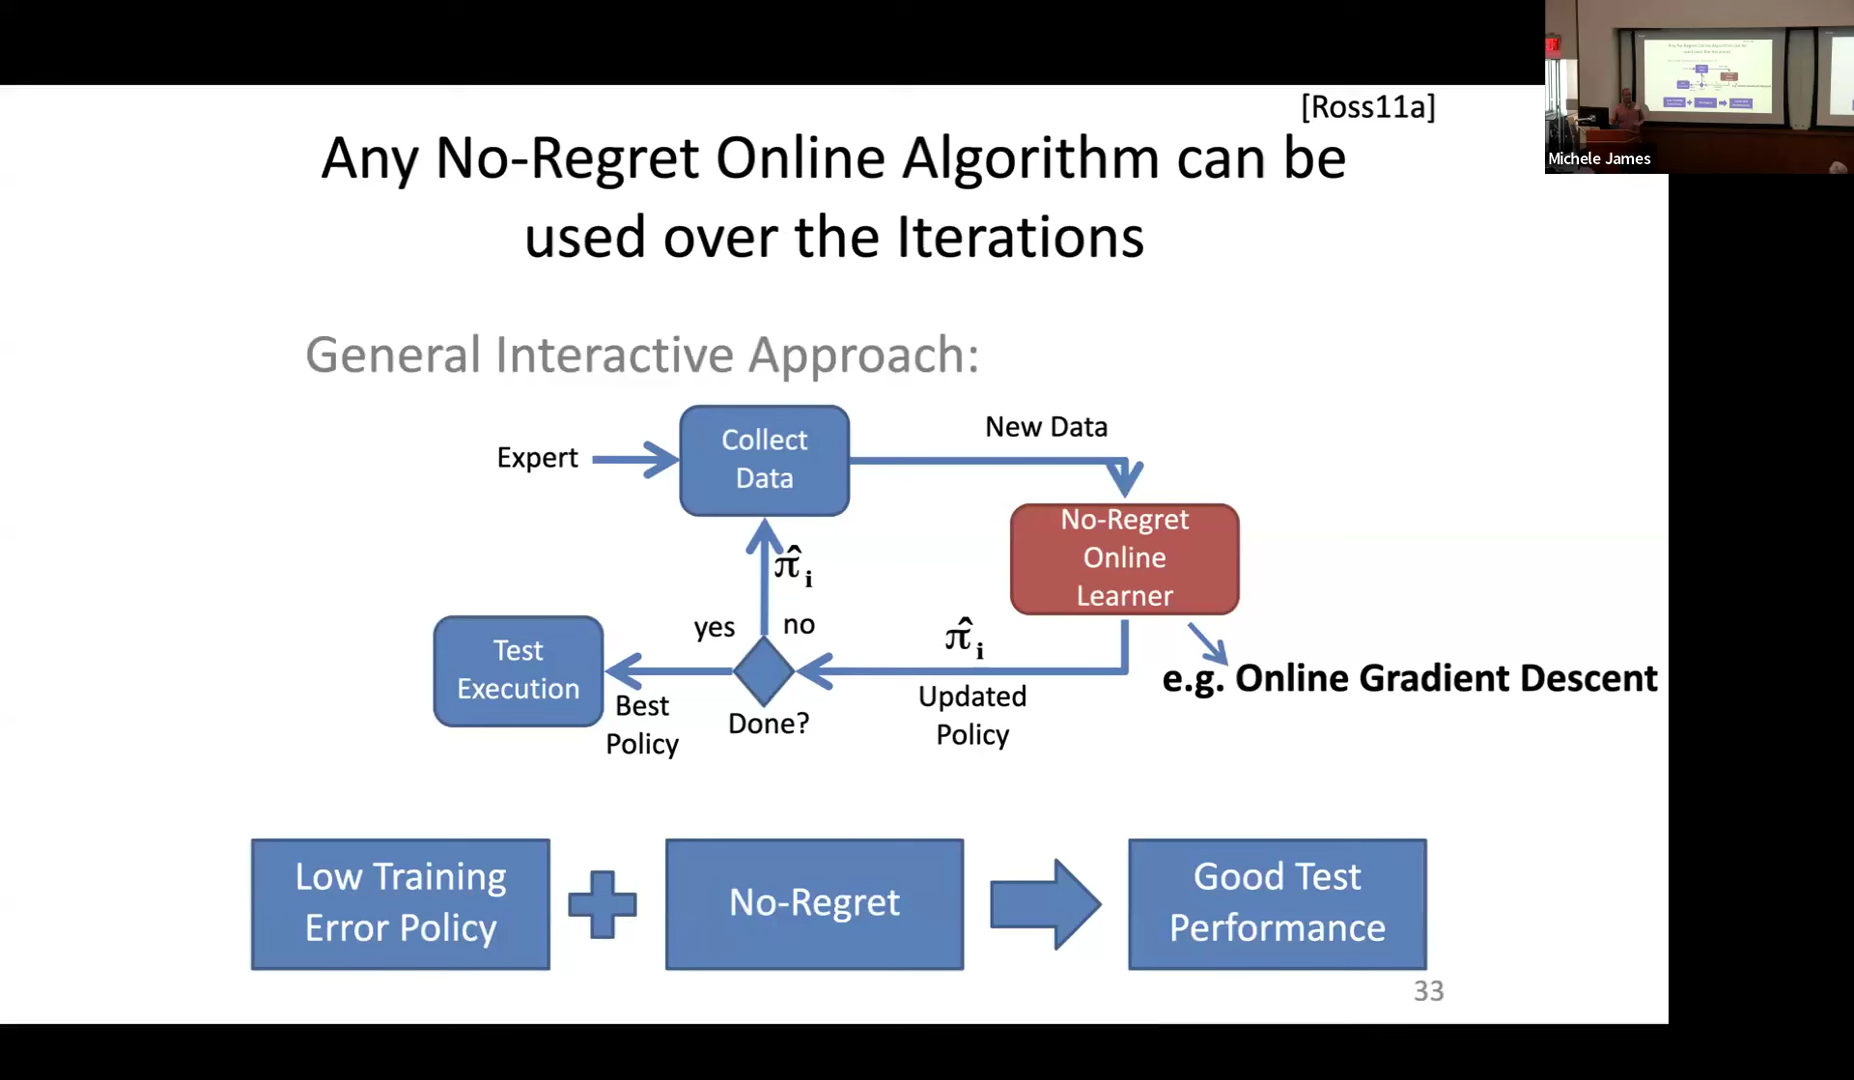 [Ross11a]
Any No-Regret Online Algorithm can be
used over the Iterations
Michele James
General Interactive Approach:
Expert
Collect
Data
New Data
No-Regret
Online
Learner
π̂i
yes
no
π̂i
Test
Execution
Best
Policy
Done?
Updated
Policy
e.g. Online Gradient Descent
Low Training
Error Policy
No-Regret
Good Test
Performance
33